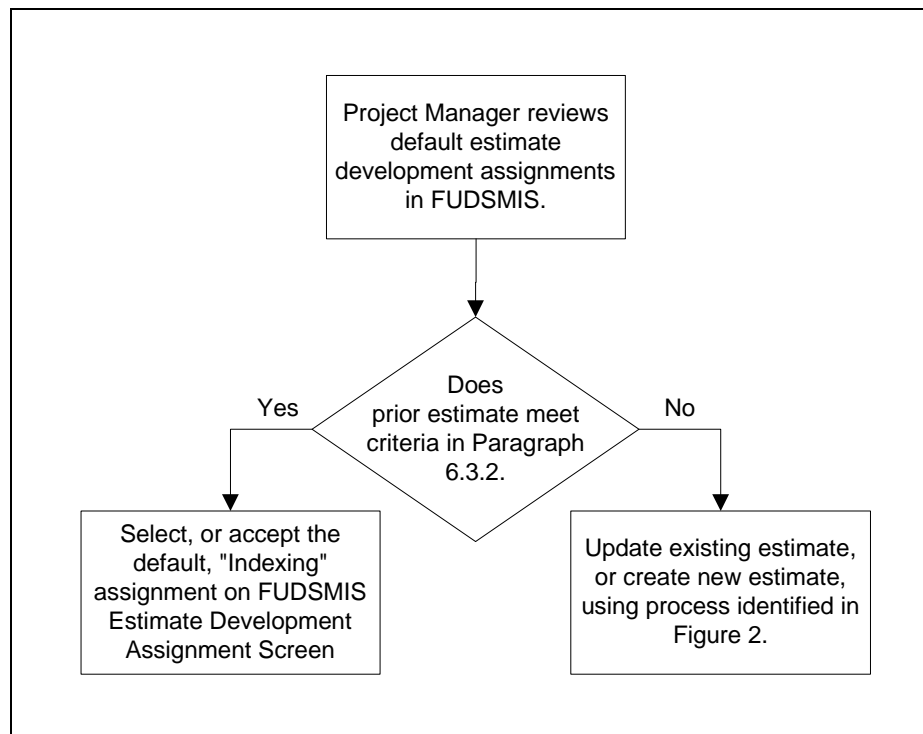 Project Manager reviews
default estimate
development assignments
in FUDSMIS.
Does
prior estimate meet
criteria in Paragraph
6.3.2.
Yes
No
Select, or accept the
default, "Indexing"
assignment on FUDSMIS
Estimate Development
Assignment Screen
Update existing estimate,
or create new estimate,
using process identified in
Figure 2.